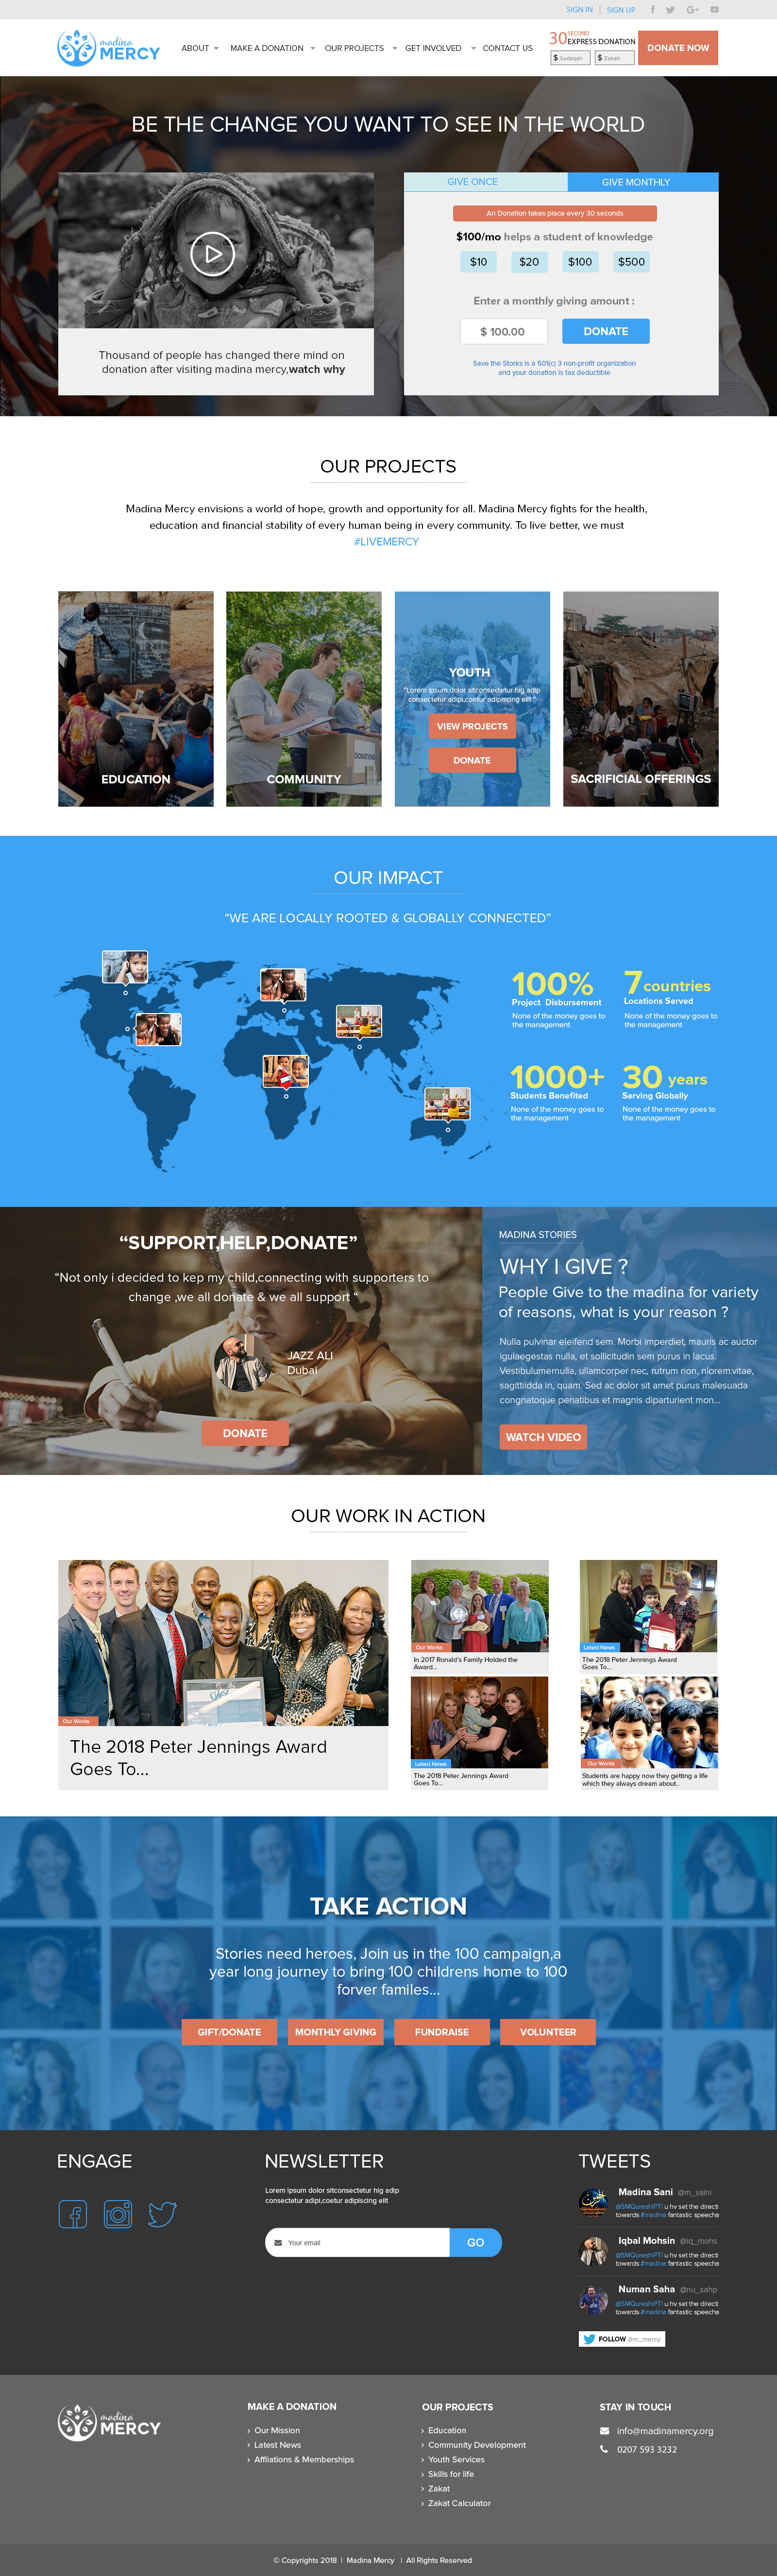 SIGN IN | SIGN UP
madina
MERCY
ABOUT MAKE A DONATION OUR PROJECTS GET INVOLVED CONTACT US
30 SECOND
EXPRESS DONATION
$ Sadaqah $ Zakah
DONATE NOW
BE THE CHANGE YOU WANT TO SEE IN THE WORLD
Thousand of people has changed there mind on
donation after visiting madina mercy,watch why
GIVE ONCE GIVE MONTHLY
An Donation takes place every 30 seconds
$100/mo helps a student of knowledge
$10 $20 $100 $500
Enter a monthly giving amount :
$ 100.00 DONATE
Save the Storks is a 501(c) 3 non-profit organization
and your donation is tax deductible
OUR PROJECTS
Madina Mercy envisions a world of hope, growth and opportunity for all. Madina Mercy fights for the health,
education and financial stability of every human being in every community. To live better, we must
#LIVEMERCY
EDUCATION
VOLUNTEER
DONATIONS
COMMUNITY
YOUTH
"Lorem ipsum dolor sitconsectetur hig adip
consectetur adipi,coetur adipiscing elit "
VIEW PROJECTS
DONATE
SACRIFICIAL OFFERINGS
OUR IMPACT
“WE ARE LOCALLY ROOTED & GLOBALLY CONNECTED”
100%
Project Disbursement
None of the money goes to
the management
7 countries
Locations Served
None of the money goes to
the management
1000+
Students Benefited
None of the money goes to
the management
30 years
Serving Globally
None of the money goes to
the management
“SUPPORT,HELP,DONATE”
“Not only i decided to kep my child,connecting with supporters to
change ,we all donate & we all support “
JAZZ ALI
Dubai
DONATE
MADINA STORIES
WHY I GIVE ?
People Give to the madina for variety
of reasons, what is your reason ?
Nulla pulvinar eleifend sem. Morbi imperdiet, mauris ac auctor
igulaegestas nulla, et sollicitudin sem purus in lacus.
Vestibulumernulla, ullamcorper nec, rutrum non, nlorem.vitae,
sagittiidda in, quam. Sed ac dolor sit amet purus malesuada
congnatoque penatibus et magnis diparturient mon...
WATCH VIDEO
OUR WORK IN ACTION
Our Works
The 2018 Peter Jennings Award
Goes To...
Our Works
In 2017 Ronald's Family Holded the
Award...
Latest News
The 2018 Peter Jennings Award
Goes To...
Latest News
The 2018 Peter Jennings Award
Goes To...
Our Works
Students are happy now they getting a life
which they always dream about..
TAKE ACTION
Stories need heroes, Join us in the 100 campaign,a
year long journey to bring 100 childrens home to 100
forver familes...
GIFT/DONATE MONTHLY GIVING FUNDRAISE VOLUNTEER
ENGAGE
NEWSLETTER
Lorem ipsum dolor sitconsectetur hig adip
consectetur adipi,coetur adipiscing elit
Your email GO
TWEETS
Madina Sani @m_saini
@SMQureshiPTI u hv set the directi
towards #madina fantastic speecha
Iqbal Mohsin @iq_mohs
@SMQureshiPTI u hv set the directi
towards #madina fantastic speecha
Numan Saha @nu_sahp
@SMQureshiPTI u hv set the directi
towards #madina fantastic speecha
FOLLOW @m_mercy
madina
MERCY
MAKE A DONATION
› Our Mission
› Latest News
› Affliations & Memberships
OUR PROJECTS
› Education
› Community Development
› Youth Services
› Skills for life
› Zakat
› Zakat Calculator
STAY IN TOUCH
info@madinamercy.org
0207 593 3232
© Copyrights 2018 | Madina Mercy | All Rights Reserved